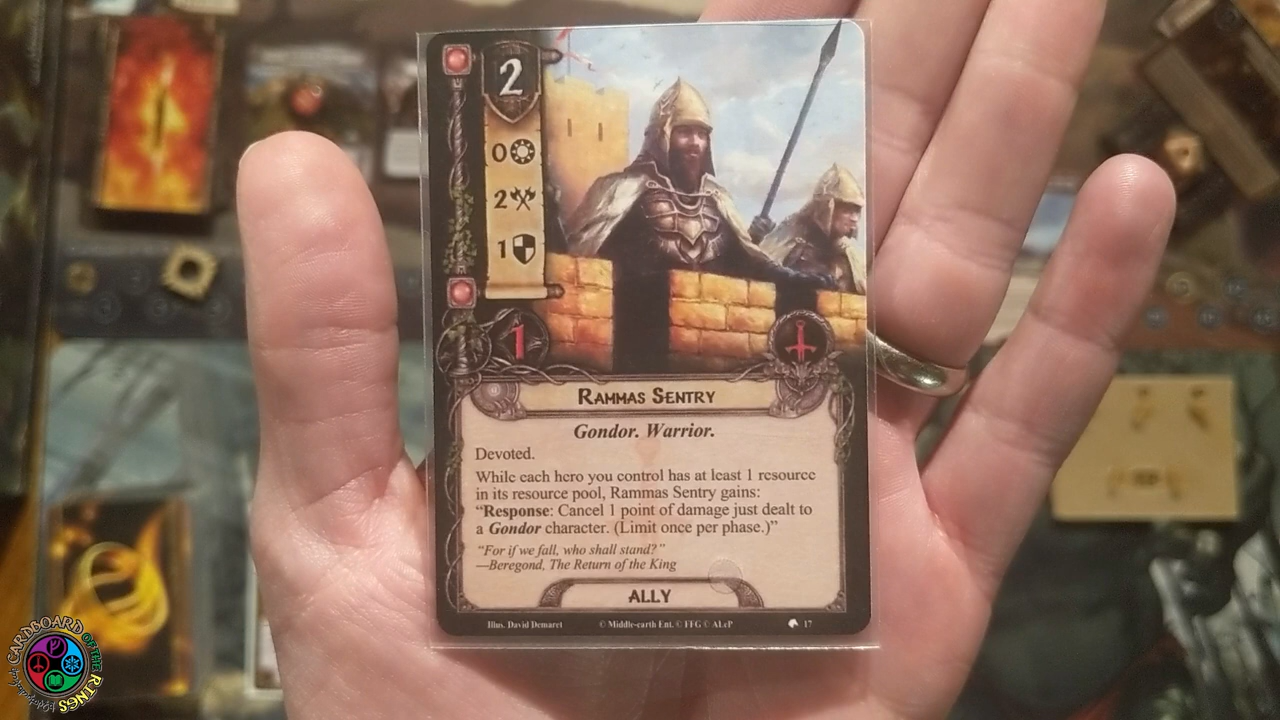 2
0
2
1
1
Rammas Sentry
Gondor. Warrior.
Devoted.
While each hero you control has at least 1 resource
in its resource pool, Rammas Sentry gains:
“Response: Cancel 1 point of damage just dealt to
a Gondor character. (Limit once per phase.)”
“For if we fall, who shall stand?”
—Beregond, The Return of the King
ALLY
Illus. David Demaret © Middle-earth Ent. © FFG © ALeP 17
CARDBOARD OF THE RINGS